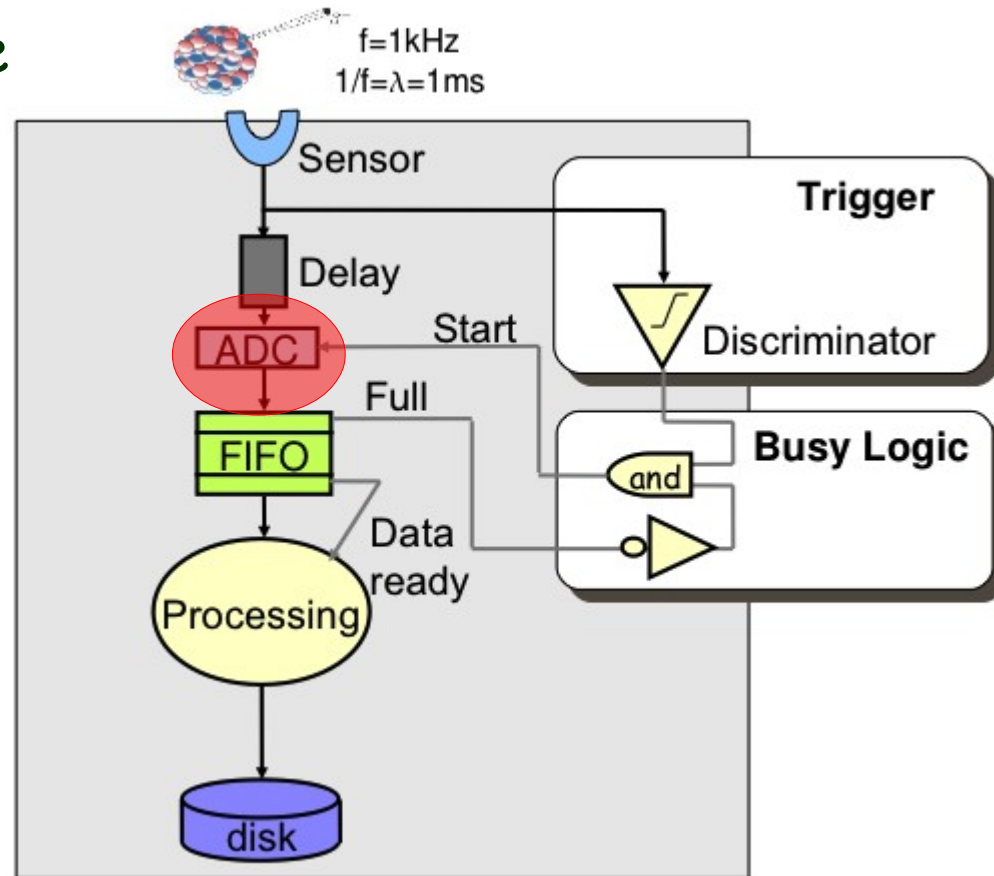 f=1kHz
1/f=λ=1ms
Sensor
Trigger
Delay
Discriminator
Start
ADC
Full
Busy Logic
FIFO
and
Data
ready
Processing
disk